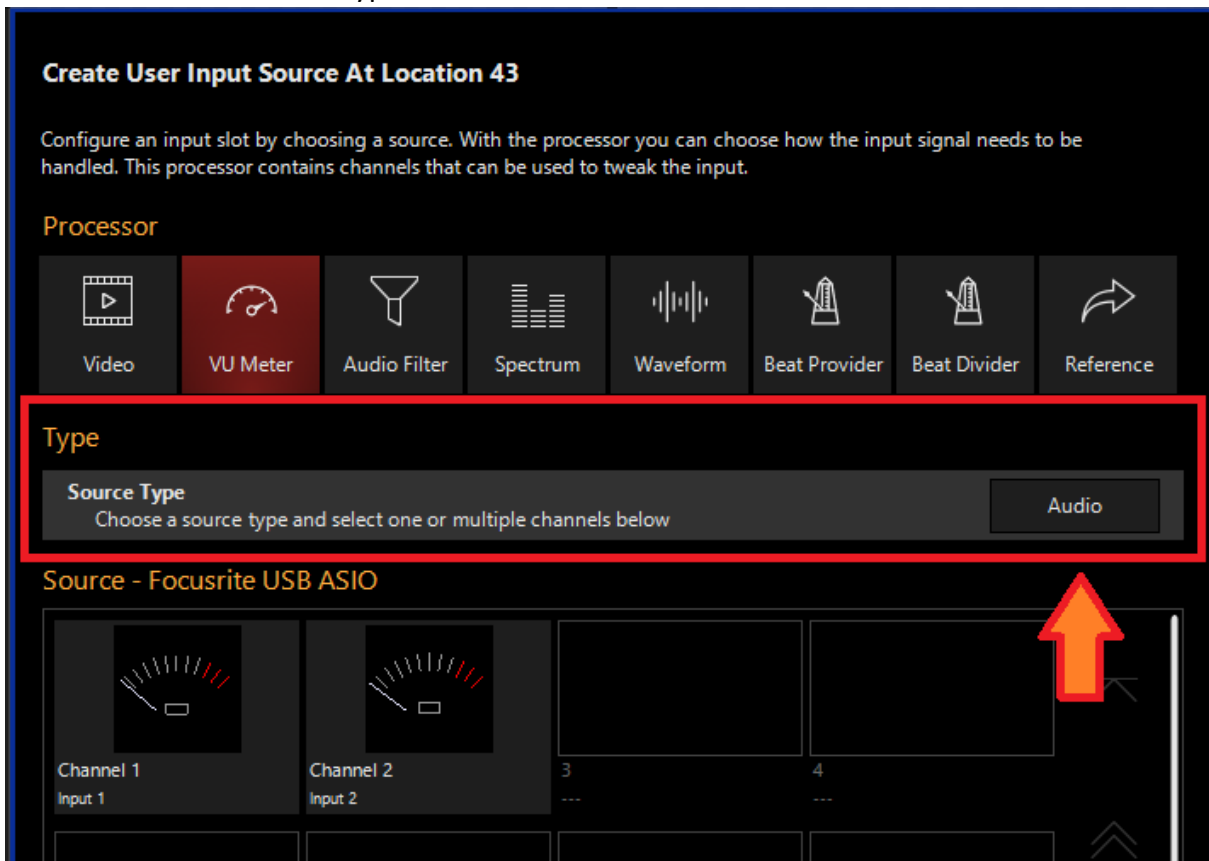 Create User Input Source At Location 43
Configure an input slot by choosing a source. With the processor you can choose how the input signal needs to be
handled. This processor contains channels that can be used to tweak the input.
Processor
Video VU Meter Audio Filter Spectrum Waveform Beat Provider Beat Divider Reference
Type
Source Type
Choose a source type and select one or multiple channels below
Audio
Source - Focusrite USB ASIO
Channel 1 Channel 2 3 4
Input 1 Input 2 --- ---